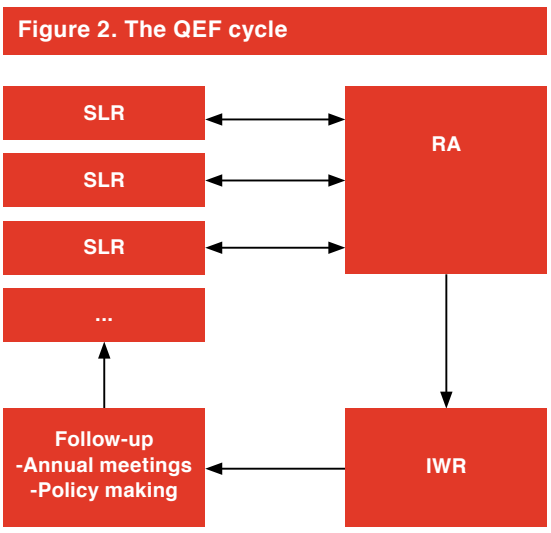 Figure 2. The QEF cycle
SLR
RA
SLR
SLR
...
Follow-up
-Annual meetings
-Policy making
IWR